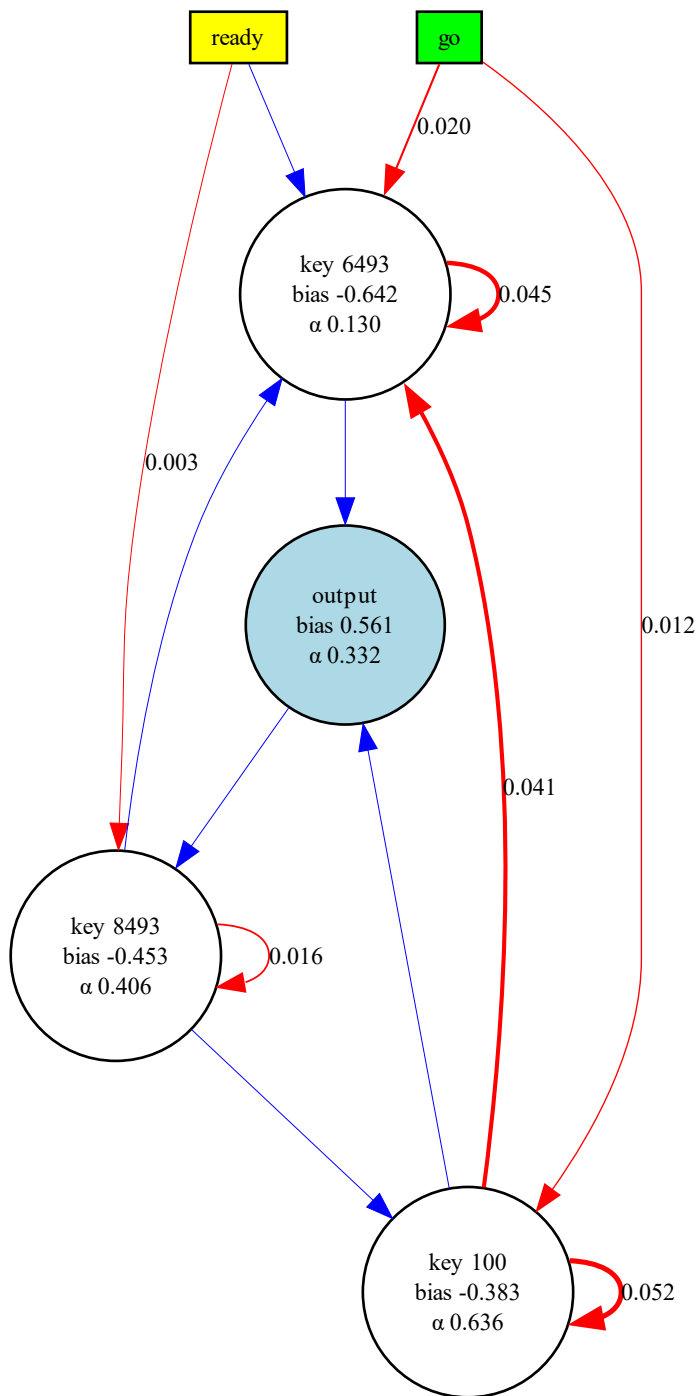 ready
go
0.020
key 6493
bias -0.642
α 0.130
0.045
0.003
output
bias 0.561
α 0.332
0.012
0.041
key 8493
bias -0.453
α 0.406
0.016
key 100
bias -0.383
α 0.636
0.052